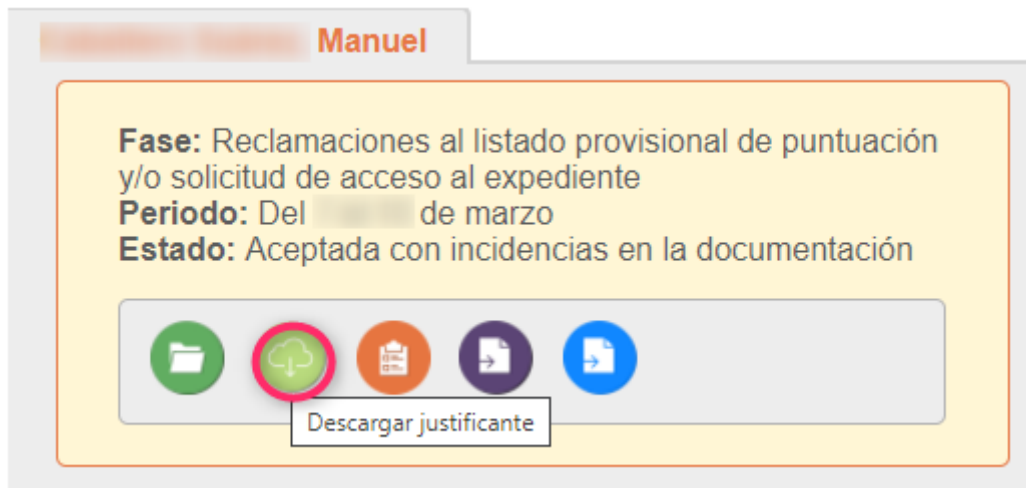 Manuel
Fase: Reclamaciones al listado provisional de puntuación
y/o solicitud de acceso al expediente
Periodo: Del de marzo
Estado: Aceptada con incidencias en la documentación
Descargar justificante